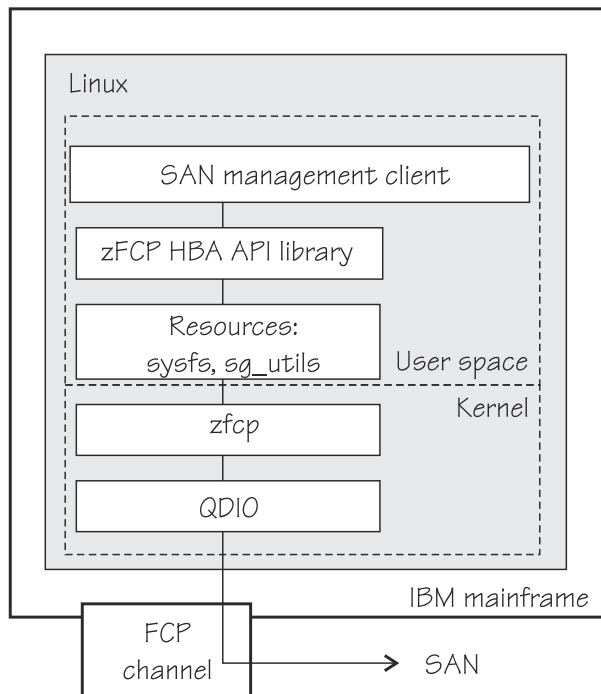 Linux
SAN management client
zFCP HBA API library
Resources:
sysfs, sg_utils
User space
Kernel
zfcp
QDIO
IBM mainframe
FCP
channel
SAN